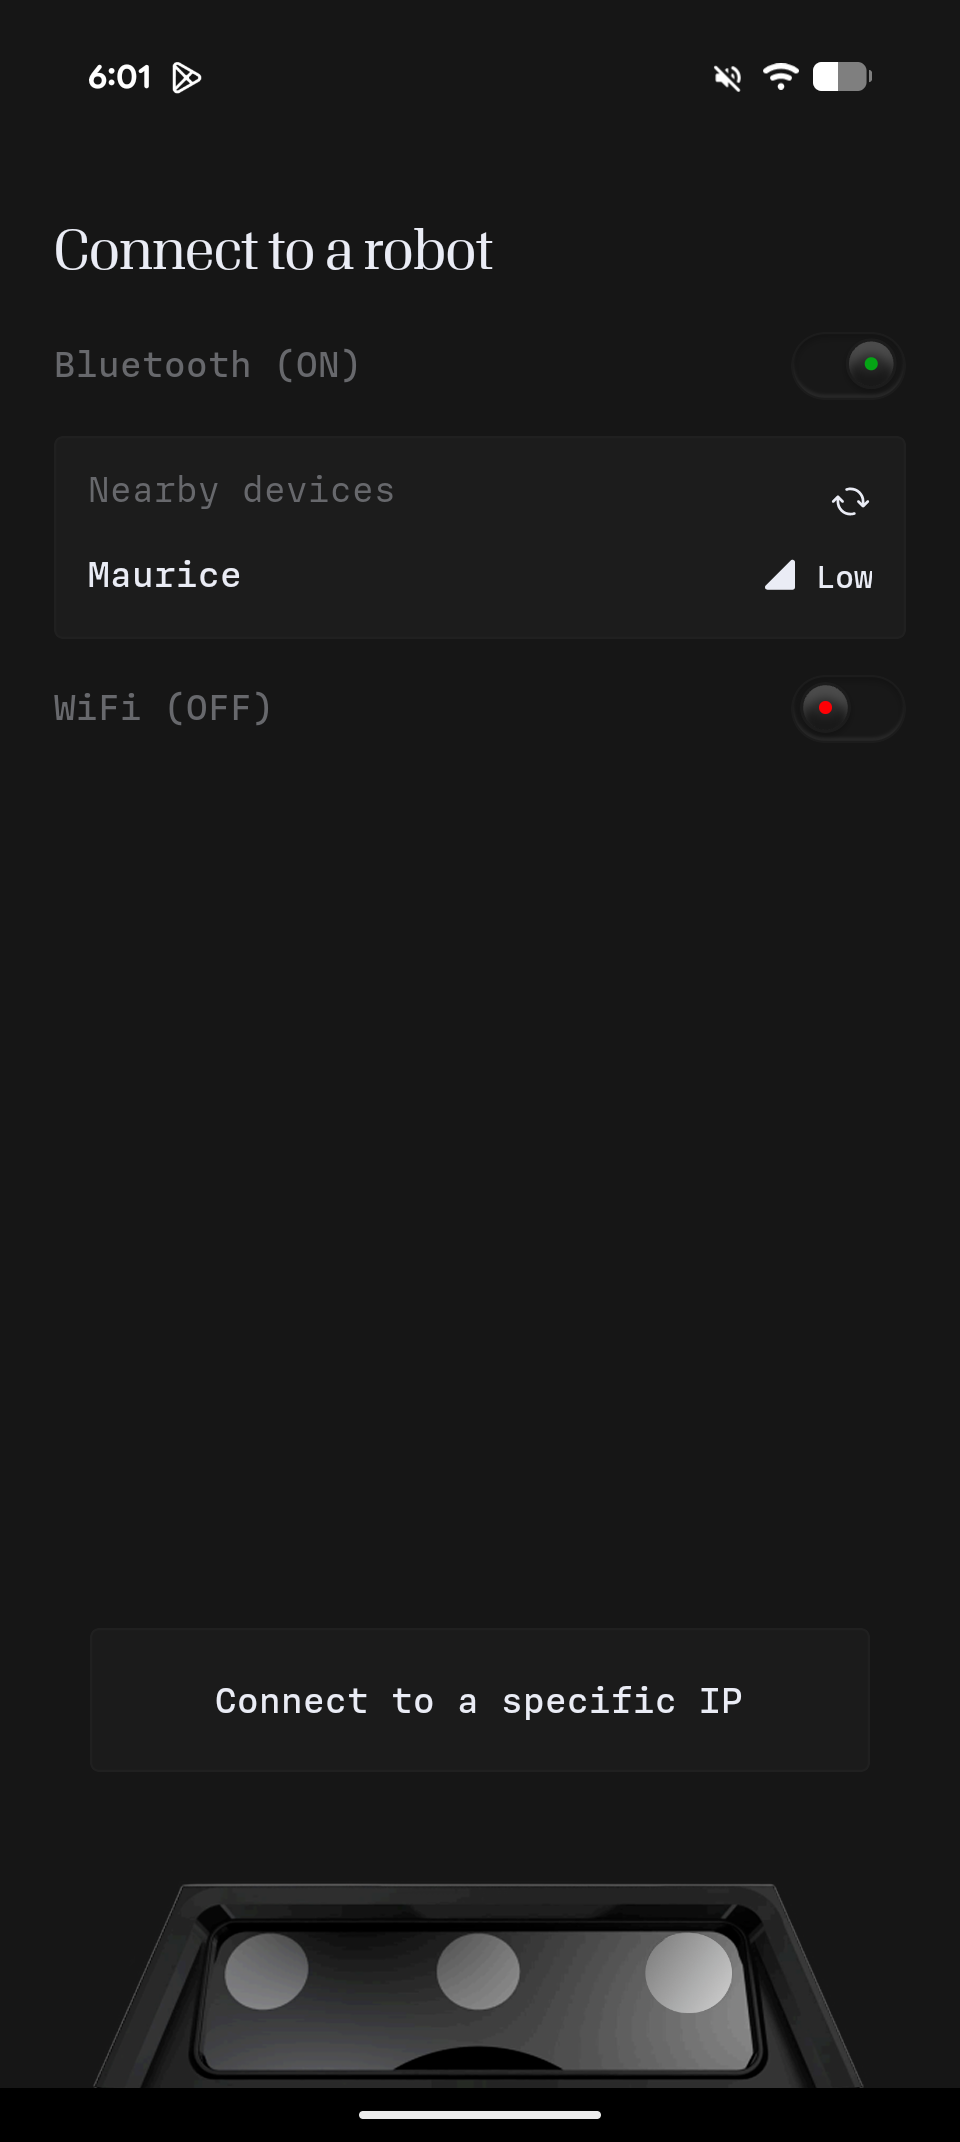 6:01
Connect to a robot
Bluetooth (ON)
Nearby devices
Maurice Low
WiFi (OFF)
Connect to a specific IP